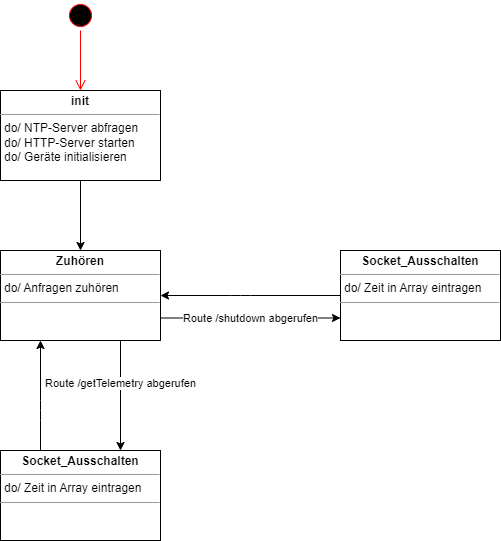 init
do/ NTP-Server abfragen
do/ HTTP-Server starten
do/ Geräte initialisieren
Zuhören
do/ Anfragen zuhören
Socket_Ausschalten
do/ Zeit in Array eintragen
Route /shutdown abgerufen
Route /getTelemetry abgerufen
Socket_Ausschalten
do/ Zeit in Array eintragen